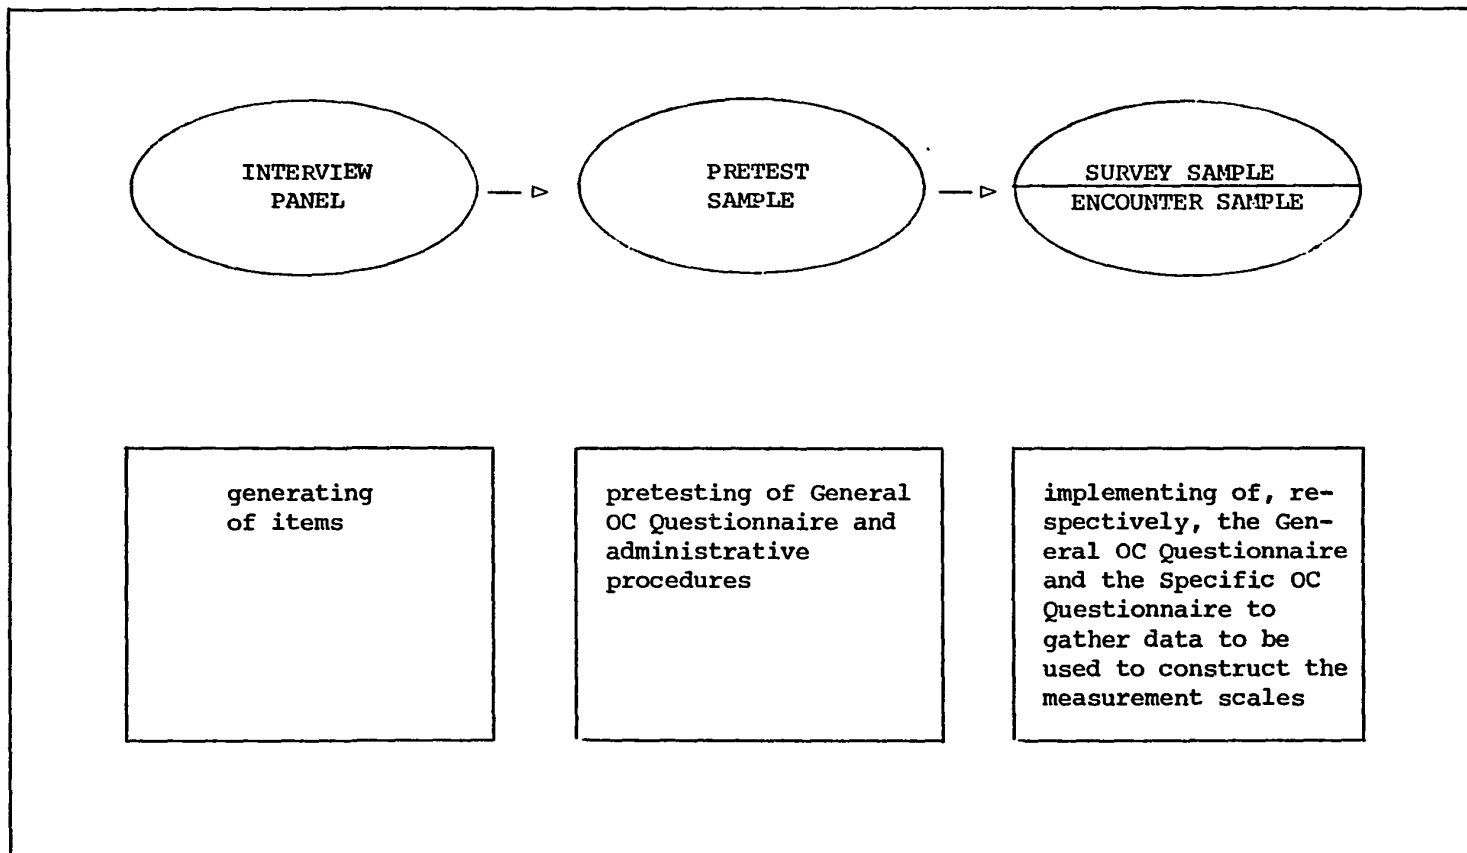 INTERVIEW
PANEL
PRETEST
SAMPLE
SURVEY SAMPLE
ENCOUNTER SAMPLE
generating
of items
pretesting of General
OC Questionnaire and
administrative
procedures
implementing of, re-
spectively, the Gen-
eral OC Questionnaire
and the Specific OC
Questionnaire to
gather data to be
used to construct the
measurement scales